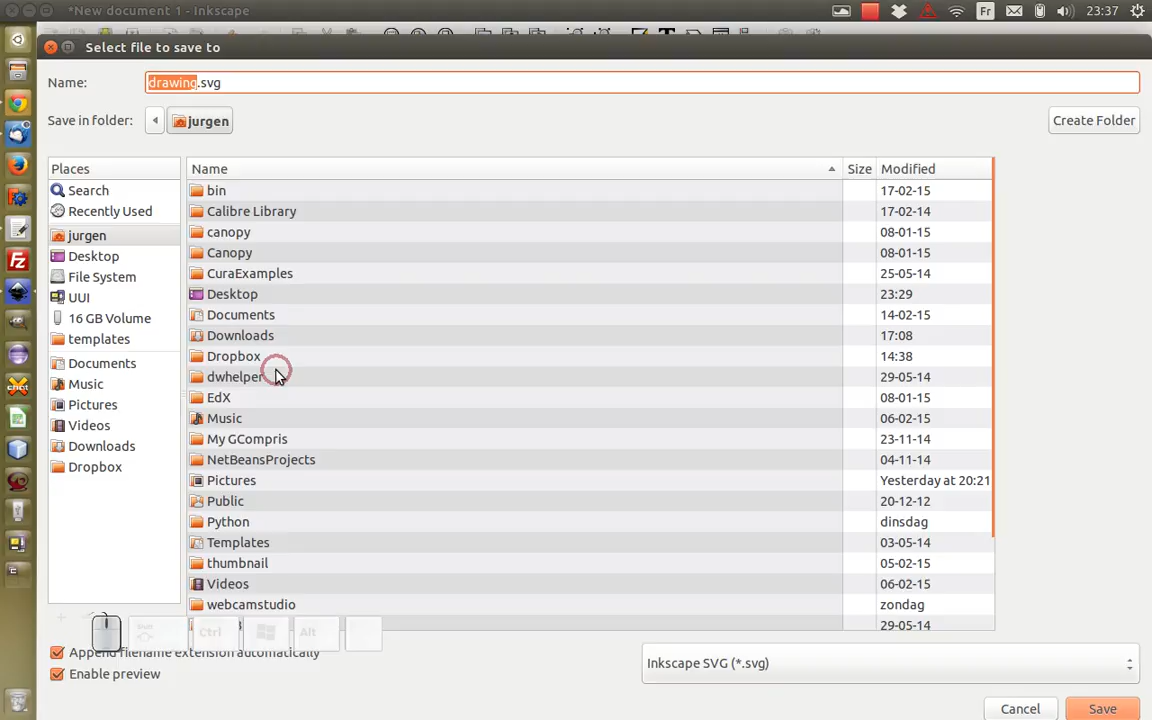 *New document 1 - Inkscape
Fr
23:37
Select file to save to
Name:
drawing.svg
Save in folder:
jurgen
Create Folder
Places
Name
Size
Modified
Search
Recently Used
jurgen
Desktop
File System
UUI
16 GB Volume
templates
Documents
Music
Pictures
Videos
Downloads
Dropbox
bin
17-02-15
Calibre Library
17-02-14
canopy
08-01-15
Canopy
08-01-15
CuraExamples
25-05-14
Desktop
23:29
Documents
14-02-15
Downloads
17:08
Dropbox
14:38
dwhelper
29-05-14
EdX
08-01-15
Music
06-02-15
My GCompris
23-11-14
NetBeansProjects
04-11-14
Pictures
Yesterday at 20:21
Public
20-12-12
Python
dinsdag
Templates
03-05-14
thumbnail
05-02-15
Videos
06-02-15
webcamstudio
zondag
29-05-14
Ctrl
Alt
Append filename extension automatically
Enable preview
Inkscape SVG (*.svg)
Cancel
Save